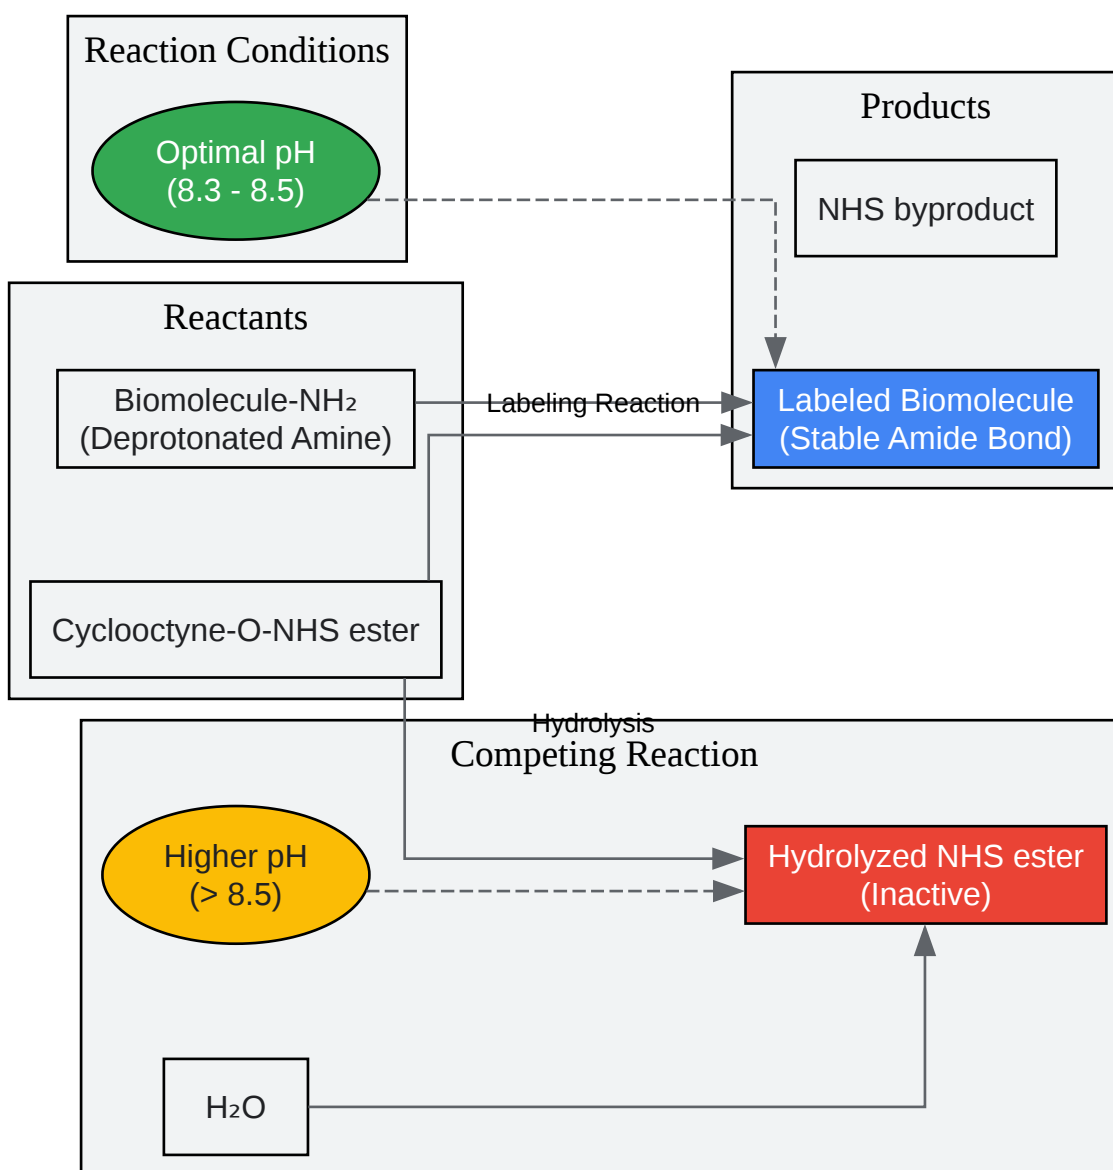 Reaction Conditions
Optimal pH
(8.3 - 8.5)
Products
NHS byproduct
Reactants
Biomolecule-NH₂
(Deprotonated Amine)
Labeling Reaction
Labeled Biomolecule
(Stable Amide Bond)
Cyclooctyne-O-NHS ester
Hydrolysis
Competing Reaction
Higher pH
(> 8.5)
Hydrolyzed NHS ester
(Inactive)
H₂O